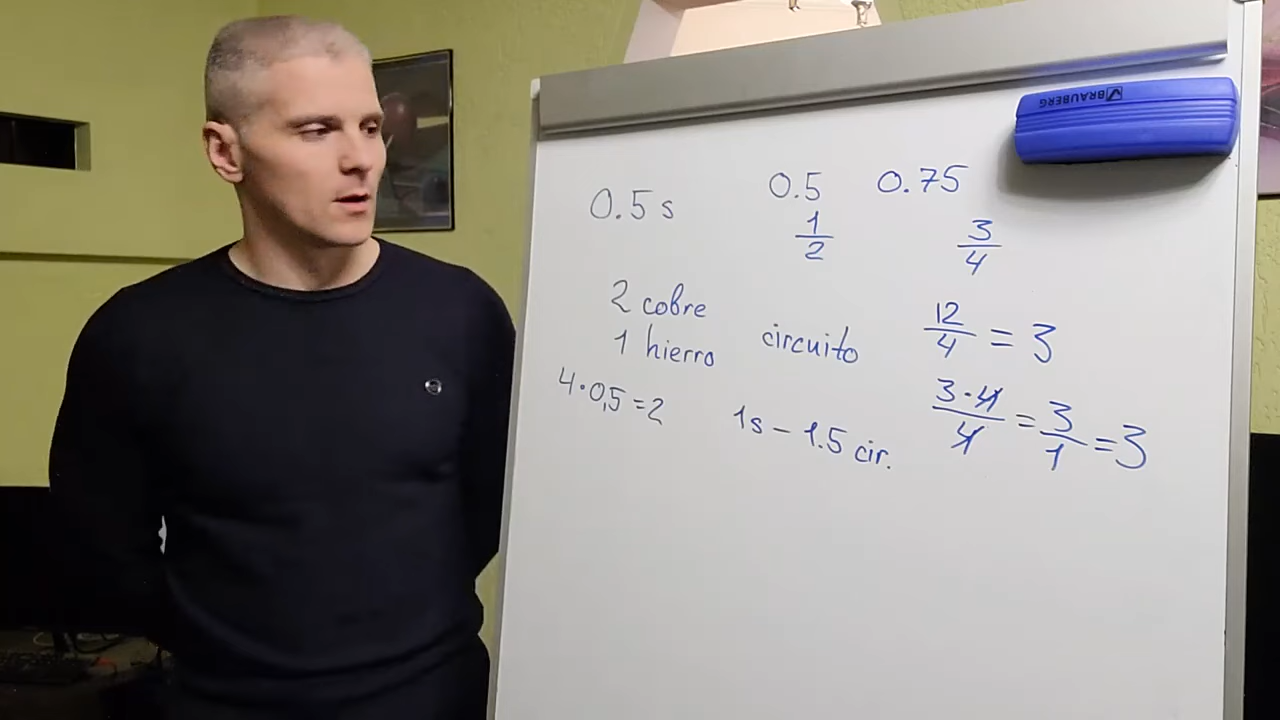 BRAUBERG
0.5 s
0.5
1/2
0.75
3/4
2 cobre
1 hierro
circuito
12/4 = 3
4·0,5=2
1s – 1.5 cir.
3·4/4 = 3/1 = 3